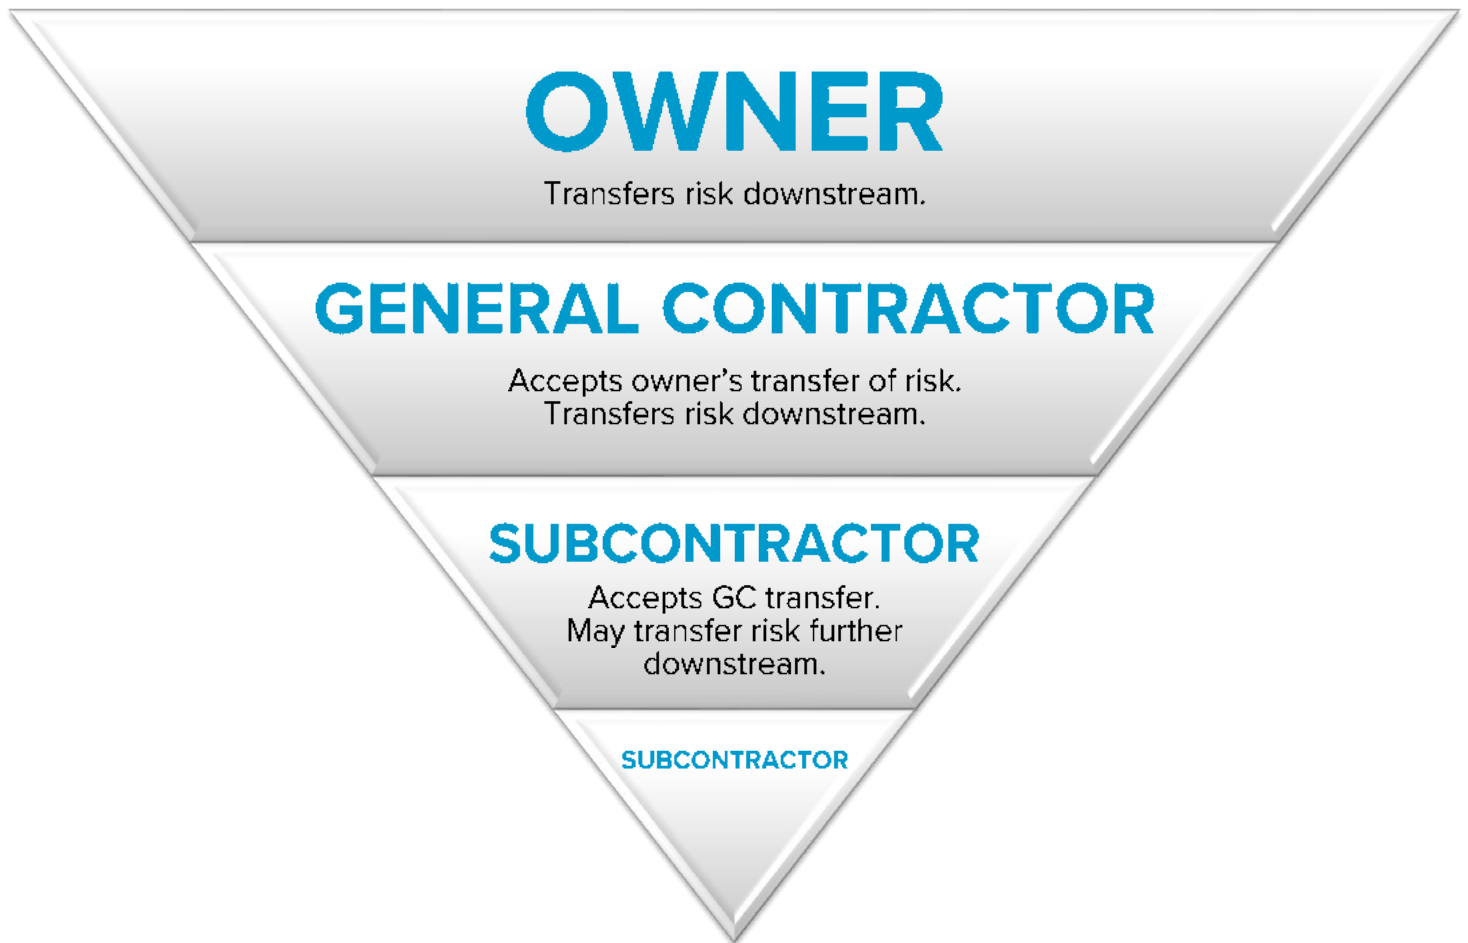 OWNER
Transfers risk downstream.
GENERAL CONTRACTOR
Accepts owner’s transfer of risk.
Transfers risk downstream.
SUBCONTRACTOR
Accepts GC transfer.
May transfer risk further
downstream.
SUBCONTRACTOR